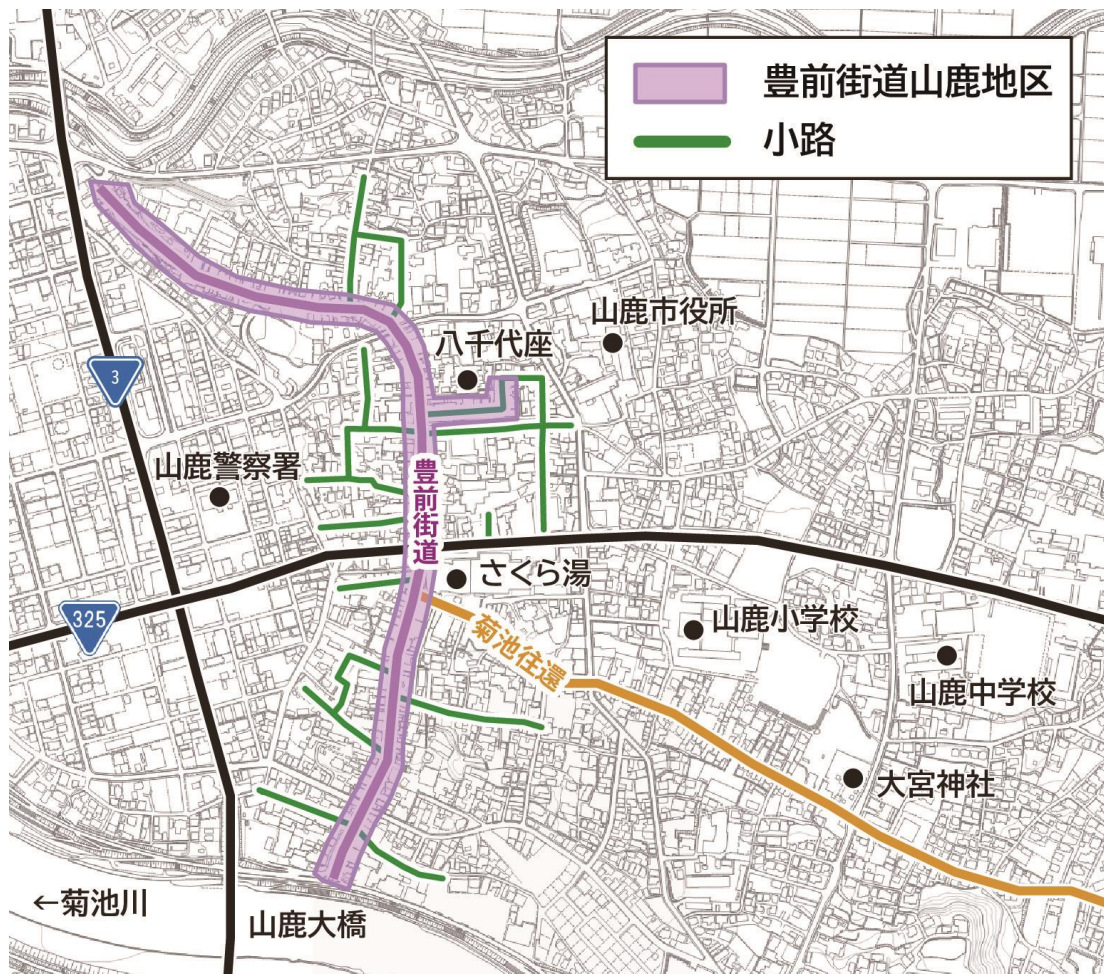 豊前街道山鹿地区
小路
山鹿市役所
八千代座
3
山鹿警察署
豊前街道
さくら湯
325
菊池往還
山鹿小学校
山鹿中学校
大宮神社
←菊池川
山鹿大橋